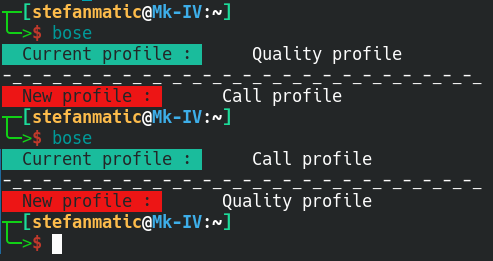 ┬─[stefanmatic@Mk-IV:~]
╰─>$ bose
Current profile : Quality profile
-_-_-_-_-_-_-_-_-_-_-_-_-_-_-_-_-_-_-_-_-_-_-_-_
New profile : Call profile
┬─[stefanmatic@Mk-IV:~]
╰─>$ bose
Current profile : Call profile
-_-_-_-_-_-_-_-_-_-_-_-_-_-_-_-_-_-_-_-_-_-_-_-_
New profile : Quality profile
┬─[stefanmatic@Mk-IV:~]
╰─>$